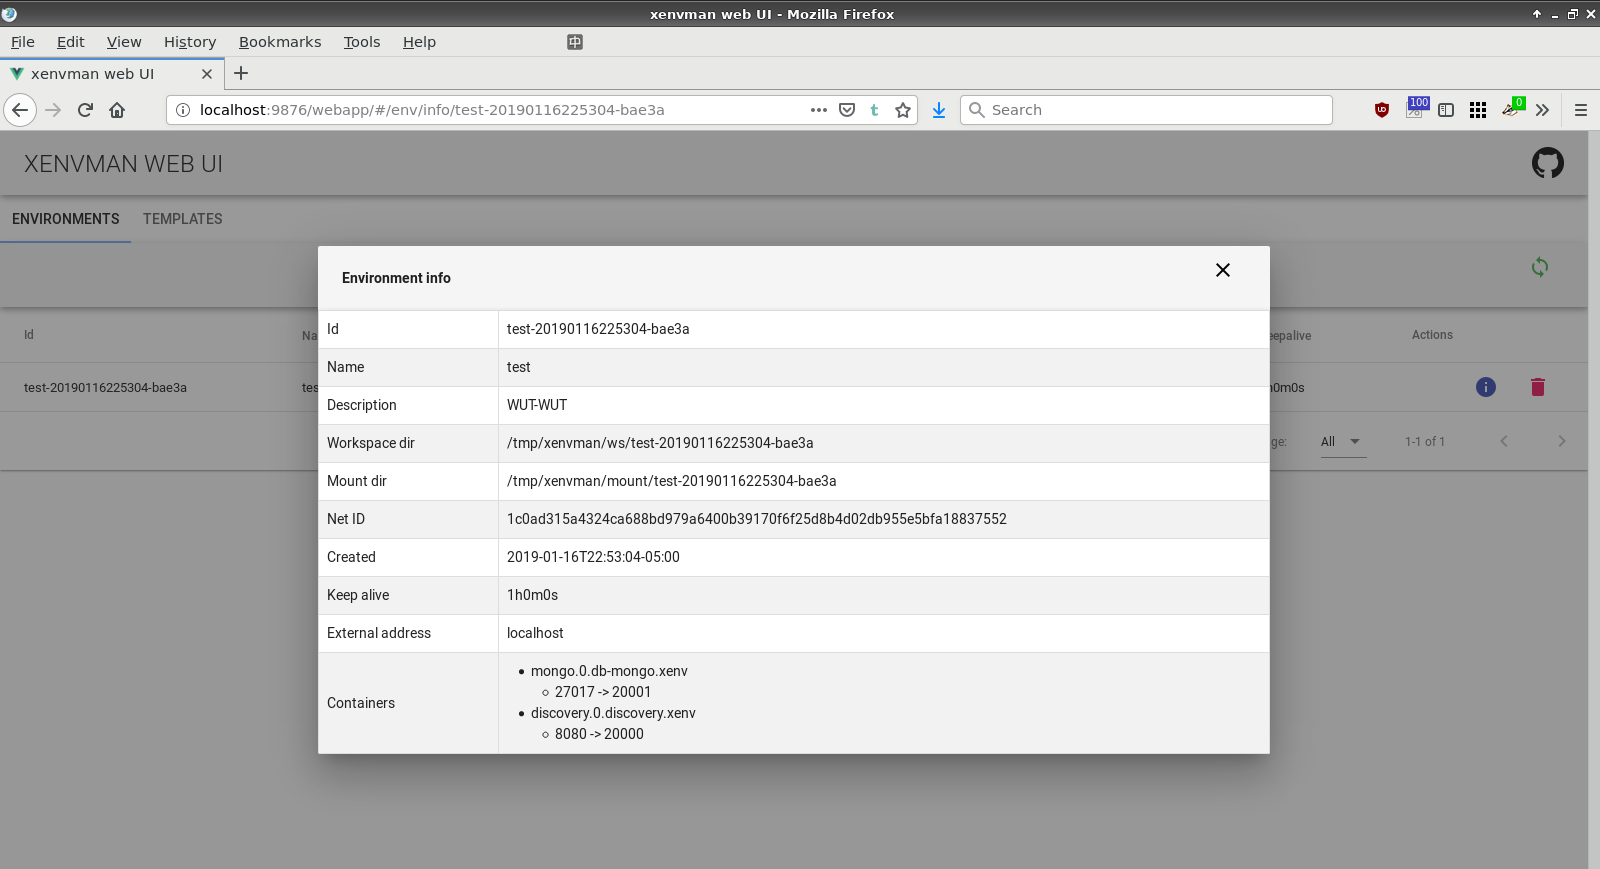 xenvman web UI - Mozilla Firefox
File Edit View History Bookmarks Tools Help
xenvman web UI
localhost:9876/webapp/#/env/info/test-20190116225304-bae3a
Search
100
0
XENVMAN WEB UI
ENVIRONMENTS TEMPLATES
Environment info
Id test-20190116225304-bae3a
Name test
Description WUT-WUT
Workspace dir /tmp/xenvman/ws/test-20190116225304-bae3a
Mount dir /tmp/xenvman/mount/test-20190116225304-bae3a
Net ID 1c0ad315a4324ca688bd979a6400b39170f6f25d8b4d02db955e5bfa18837552
Created 2019-01-16T22:53:04-05:00
Keep alive 1h0m0s
External address localhost
Containers
mongo.0.db-mongo.xenv
27017 -> 20001
discovery.0.discovery.xenv
8080 -> 20000
Id Na eepalive Actions
test-20190116225304-bae3a tes h0m0s
ge: All 1-1 of 1